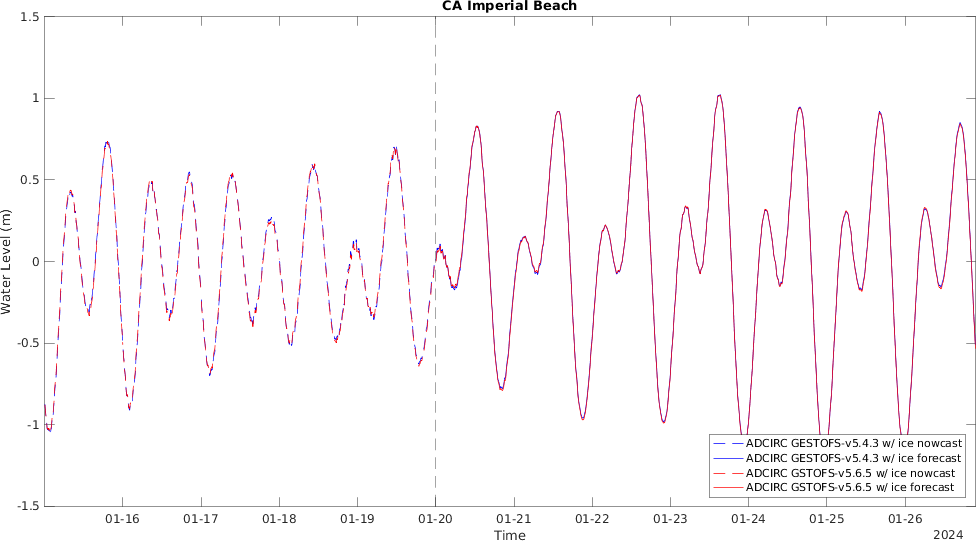 CA Imperial Beach
1.5
1
0.5
0
-0.5
-1
-1.5
Water Level (m)
01-16 01-17 01-18 01-19 01-20 01-21 01-22 01-23 01-24 01-25 01-26
Time
2024
ADCIRC GESTOFS-v5.4.3 w/ ice nowcast
ADCIRC GESTOFS-v5.4.3 w/ ice forecast
ADCIRC GSTOFS-v5.6.5 w/ ice nowcast
ADCIRC GSTOFS-v5.6.5 w/ ice forecast